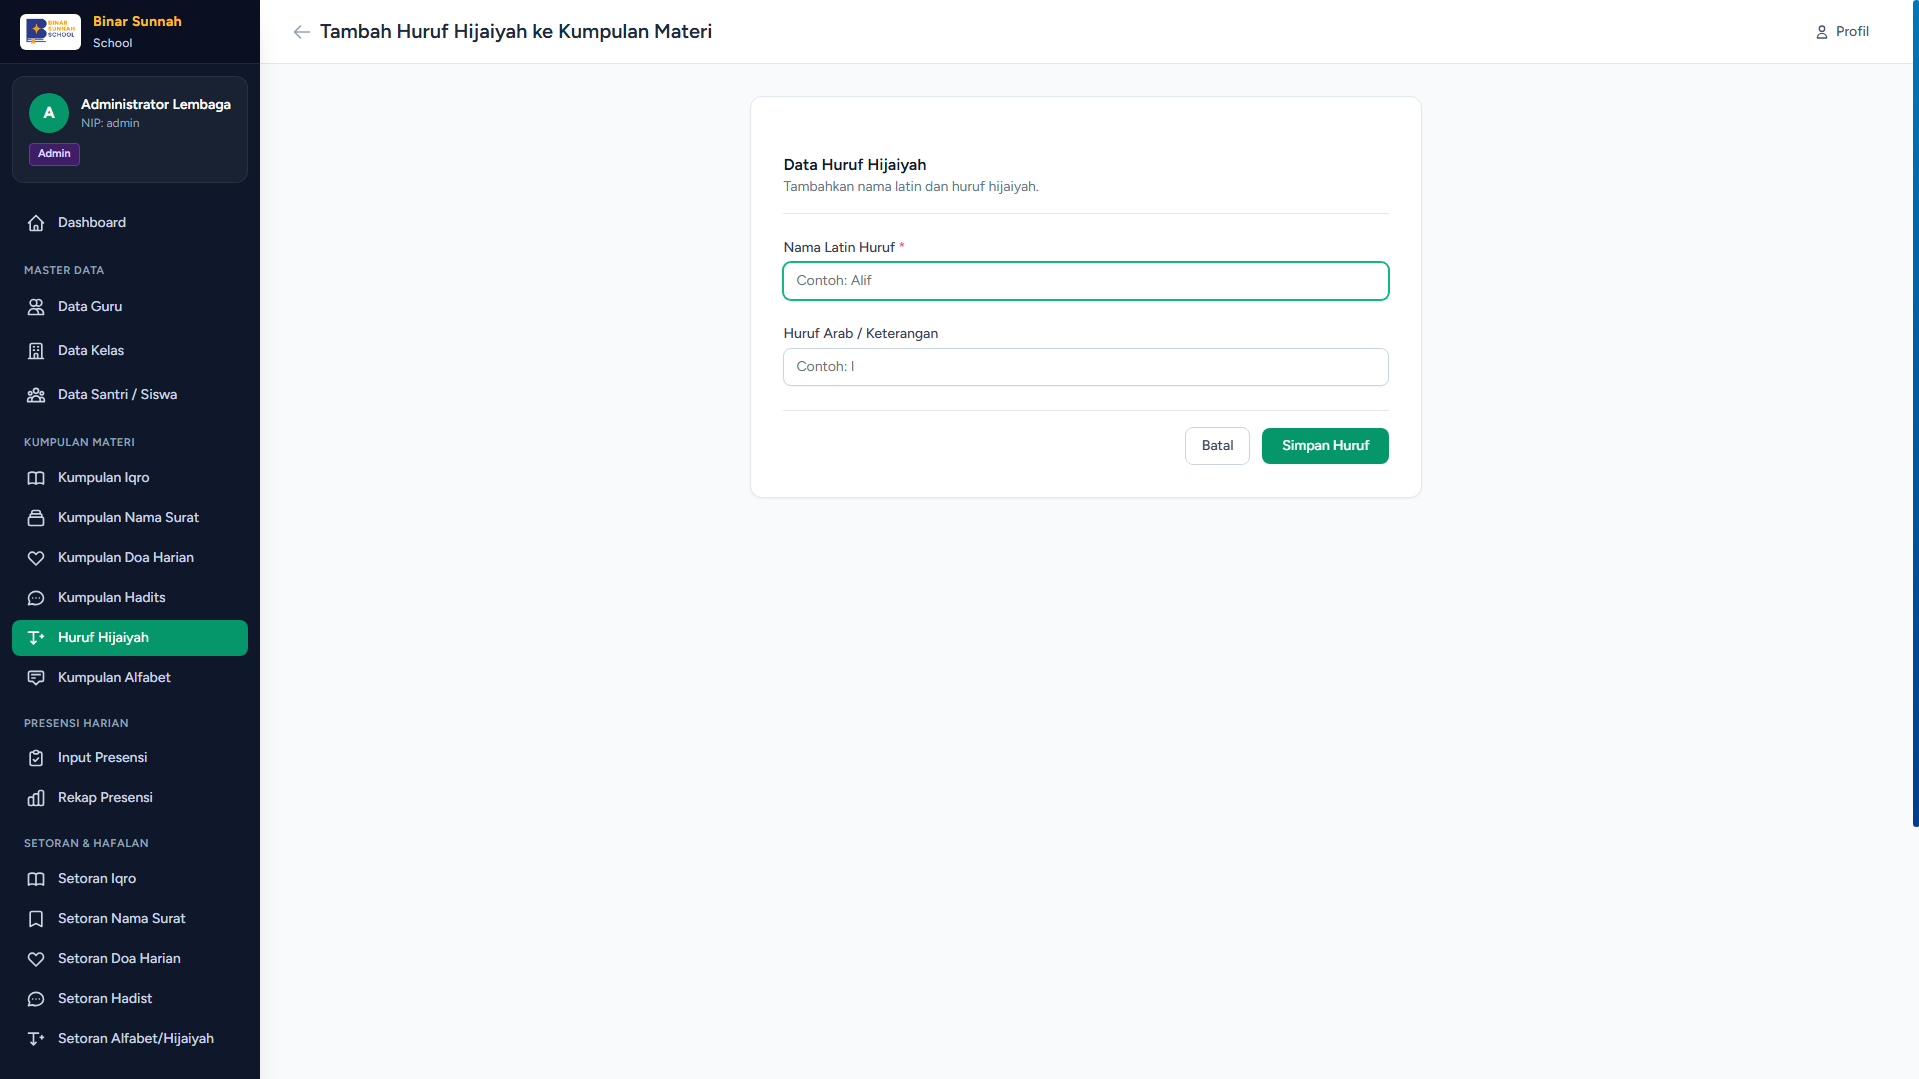 BINAR
SUNNAH
SCHOOL
Binar Sunnah
School
A
Administrator Lembaga
NIP: admin
Admin
Dashboard
MASTER DATA
Data Guru
Data Kelas
Data Santri / Siswa
KUMPULAN MATERI
Kumpulan Iqro
Kumpulan Nama Surat
Kumpulan Doa Harian
Kumpulan Hadits
Huruf Hijaiyah
Kumpulan Alfabet
PRESENSI HARIAN
Input Presensi
Rekap Presensi
SETORAN & HAFALAN
Setoran Iqro
Setoran Nama Surat
Setoran Doa Harian
Setoran Hadist
Setoran Alfabet/Hijaiyah
Tambah Huruf Hijaiyah ke Kumpulan Materi
Profil
Data Huruf Hijaiyah
Tambahkan nama latin dan huruf hijaiyah.
Nama Latin Huruf *
Contoh: Alif
Huruf Arab / Keterangan
Contoh: ا
Batal
Simpan Huruf